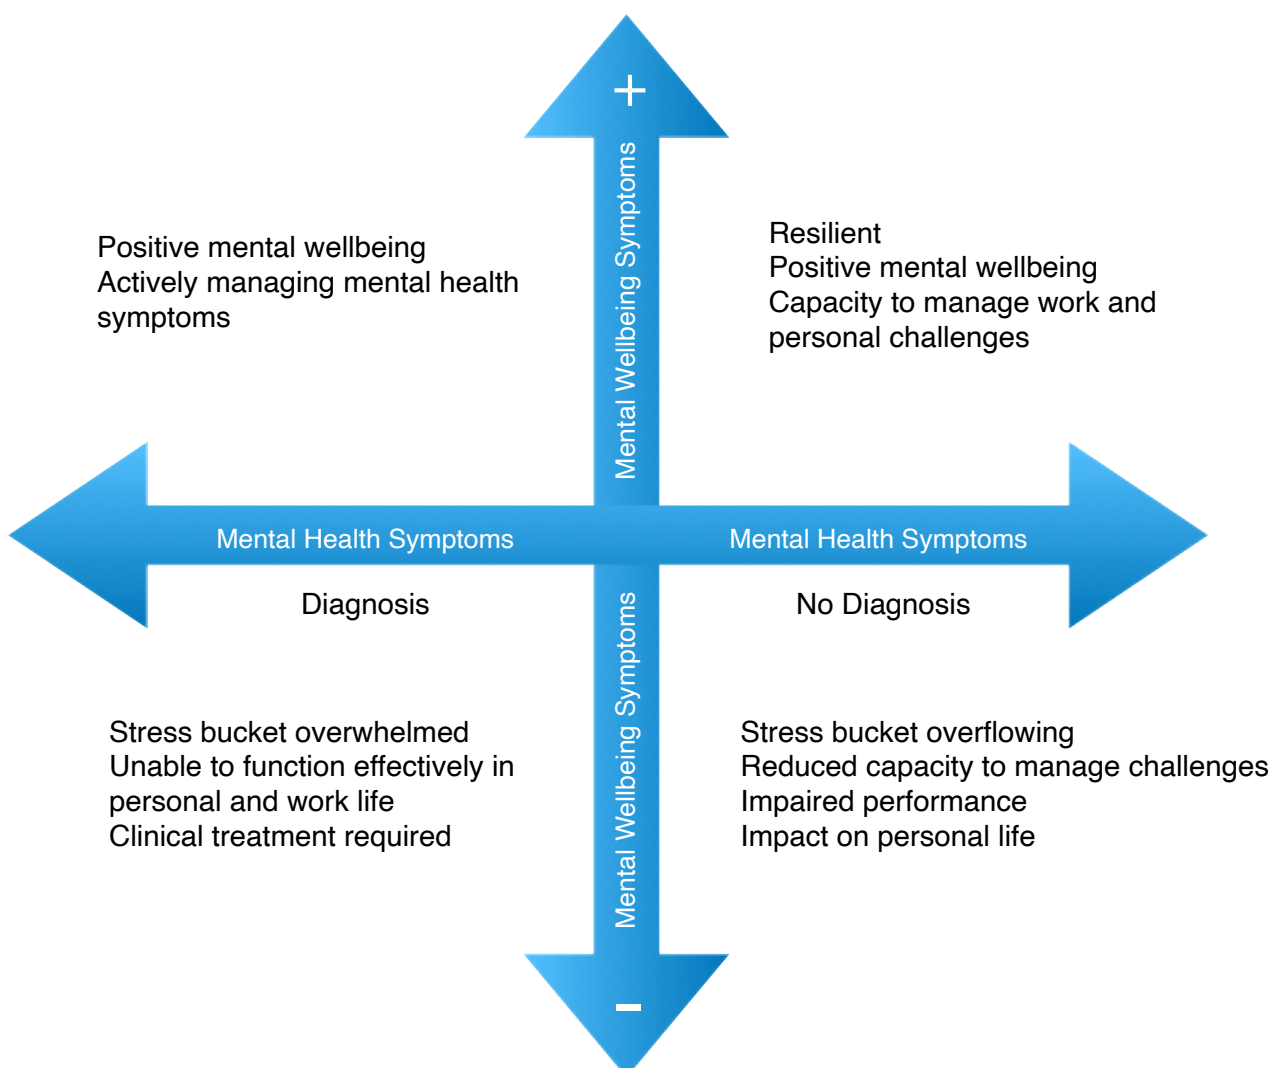 +
Mental Wellbeing Symptoms
Positive mental wellbeing
Actively managing mental health
symptoms
Resilient
Positive mental wellbeing
Capacity to manage work and
personal challenges
Mental Health Symptoms
Mental Health Symptoms
Diagnosis
No Diagnosis
Mental Wellbeing Symptoms
Stress bucket overwhelmed
Unable to function effectively in
personal and work life
Clinical treatment required
Stress bucket overflowing
Reduced capacity to manage challenges
Impaired performance
Impact on personal life
-